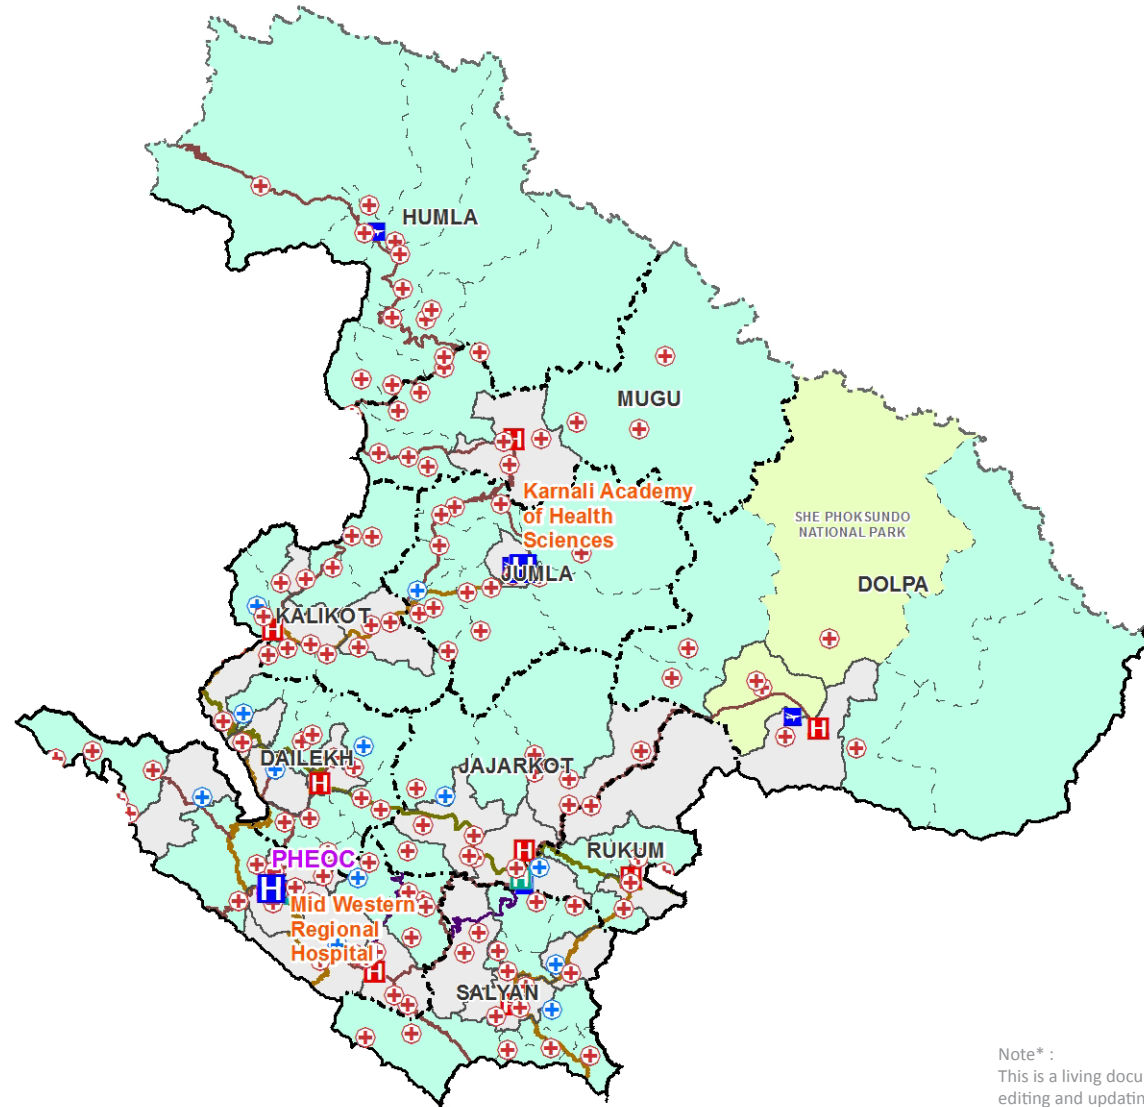 HUMLA
MUGU
Karnali Academy
of Health
Sciences
SHE PHOKSUNDO
NATIONAL PARK
JUMLA
DOLPA
KALIKOT
DAILEKH
JAJARKOT
RUKUM
PHEOC
H
Mid Western
Regional
Hospital
SALYAN
Note* :
This is a living docu
editing and updatin